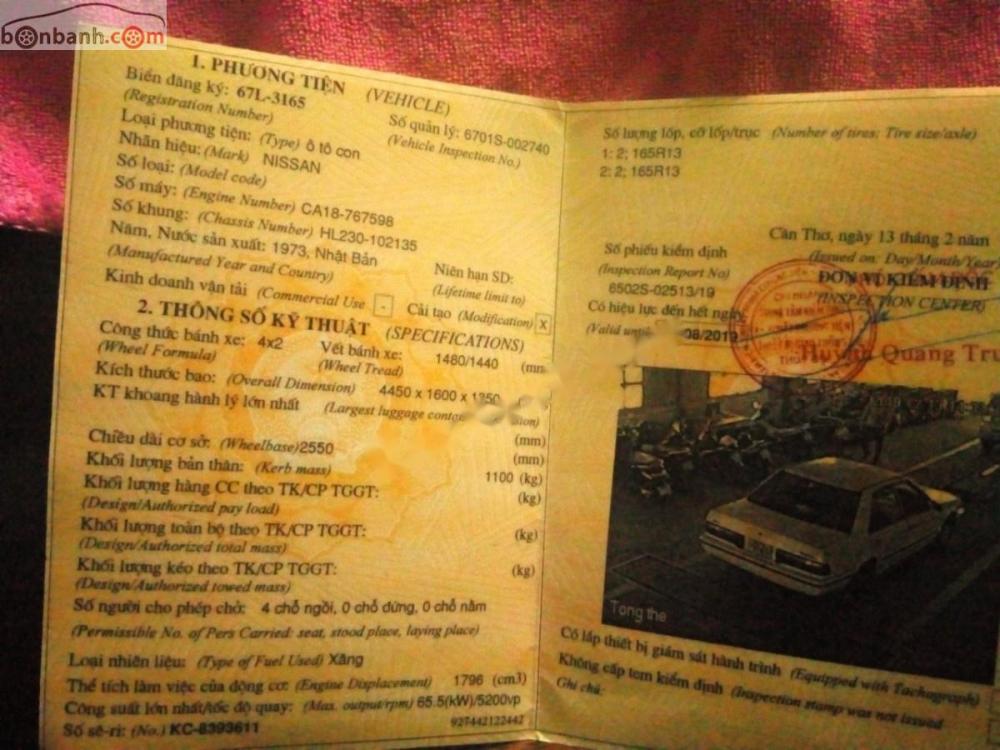 bonbanh.com
1. PHƯƠNG TIỆN (VEHICLE)
Biển đăng ký: 67L-3165
(Registration Number)
Số quản lý: 6701S-002740
(Vehicle Inspection No.)
Loại phương tiện: (Type) ô tô con
Nhãn hiệu: (Mark) NISSAN
Số loại: (Model code)
Số máy: (Engine Number) CA18-767598
Số khung: (Chassis Number) HL230-102135
Năm, Nước sản xuất: 1973, Nhật Bản
(Manufactured Year and Country)
Niên hạn SD:
(Lifetime limit to)
Kinh doanh vận tải (Commercial Use - Cải tạo (Modification) X
2. THÔNG SỐ KỸ THUẬT (SPECIFICATIONS)
Công thức bánh xe: 4x2
(Wheel Formula)
Vết bánh xe: 1480/1440 (mm
(Wheel Tread)
Kích thước bao: (Overall Dimension) 4450 x 1600 x
KT khoang hành lý lớn nhất (Largest luggage
(mm)
Chiều dài cơ sở: (Wheelbase)2550 (mm)
Khối lượng bản thân: (Kerb mass) 1100 (kg)
Khối lượng hàng CC theo TK/CP TGGT: (kg)
(Design/Authorized pay load)
Khối lượng toàn bộ theo TK/CP TGGT: (kg)
(Design/Authorized total mass)
Khối lượng kéo theo TK/CP TGGT: (kg)
(Design/Authorized towed mass)
Số người cho phép chở: 4 chỗ ngồi, 0 chỗ đứng, 0 chỗ nằm
(Permissible No. of Pers Carried: seat, stood place, laying place)
Loại nhiên liệu: (Type of Fuel Used) Xăng
Thể tích làm việc của động cơ: (Engine Displacement) 1796 (cm3)
Công suất lớn nhất/tốc độ quay: (Max. output/rpm) 65.5(kW)/5200vp
Số sê-ri: (No.) KC-8393611
927442122442
Số lượng lốp, cỡ lốp/trục (Number of tires; Tire size/axle)
1: 2; 165R13
2: 2; 165R13
Cần Thơ, ngày 13 tháng 2 năm
(Issued on: Day/Month/Year)
Số phiếu kiểm định
(Inspection Report No)
6502S-02513/19
ĐƠN VỊ KIỂM ĐỊNH
(INSPECTION CENTER)
Có hiệu lực đến hết ngày
(Valid until) 08/2019
Huỳnh Quang Tru
Tong the
Có lắp thiết bị giám sát hành trình (Equipped with Tachograph)
Không cấp tem kiểm định (Inspection stamp was not issued
Ghi chú: